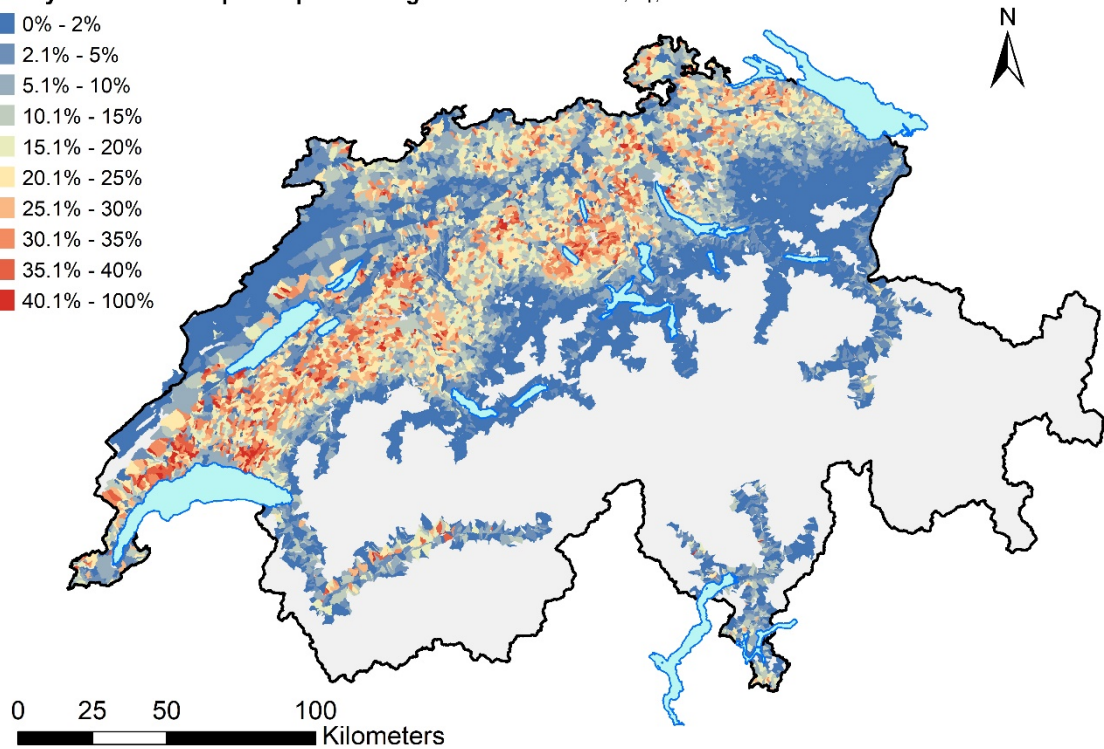 N
0% - 2%
2.1% - 5%
5.1% - 10%
10.1% - 15%
15.1% - 20%
20.1% - 25%
25.1% - 30%
30.1% - 35%
35.1% - 40%
40.1% - 100%
0 25 50 100
Kilometers